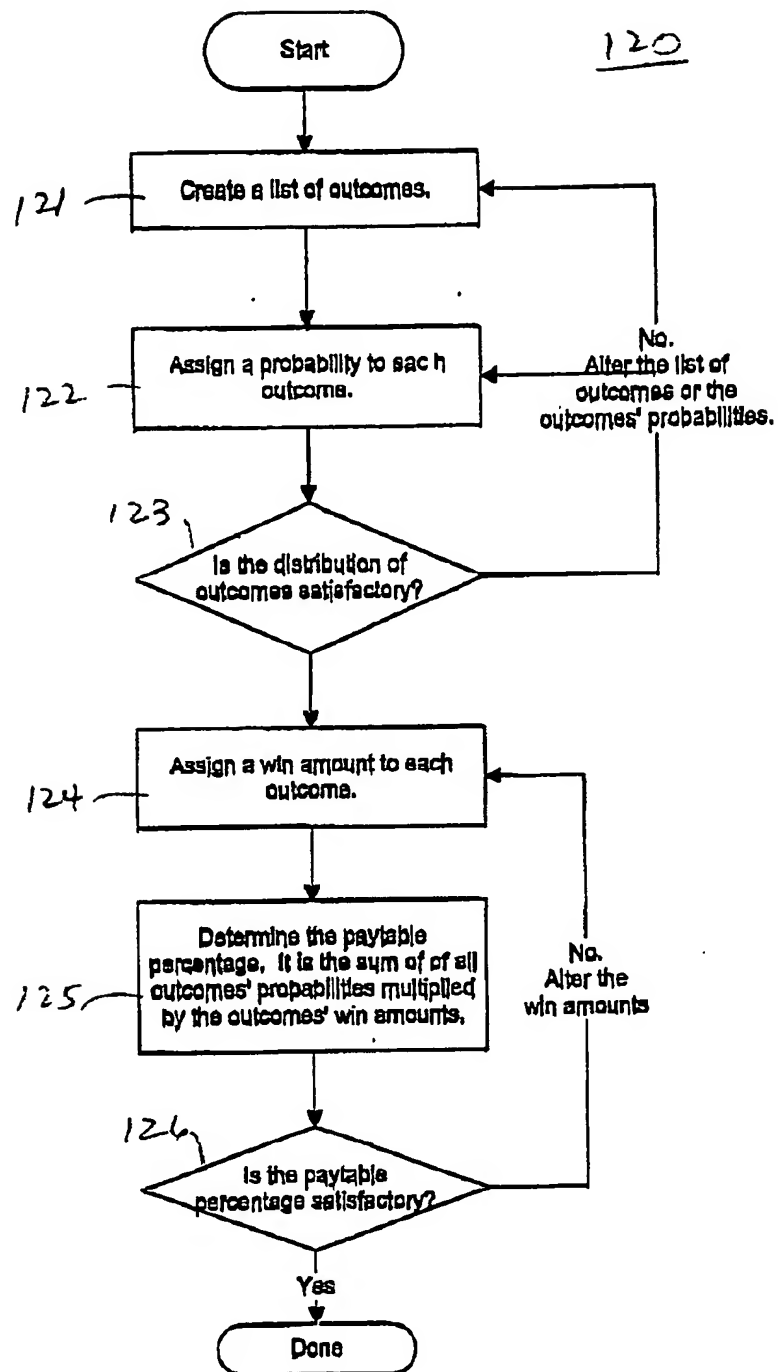 Start
120
121
Create a list of outcomes.
122
Assign a probability to each
outcome.
No.
Alter the list of
outcomes or the
outcomes' probabilities.
123
Is the distribution of
outcomes satisfactory?
124
Assign a win amount to each
outcome.
125
Determine the paytable
percentage. It is the sum of of all
outcomes' probabilities multiplied
by the outcomes' win amounts.
No.
Alter the
win amounts
126
Is the paytable
percentage satisfactory?
Yes
Done